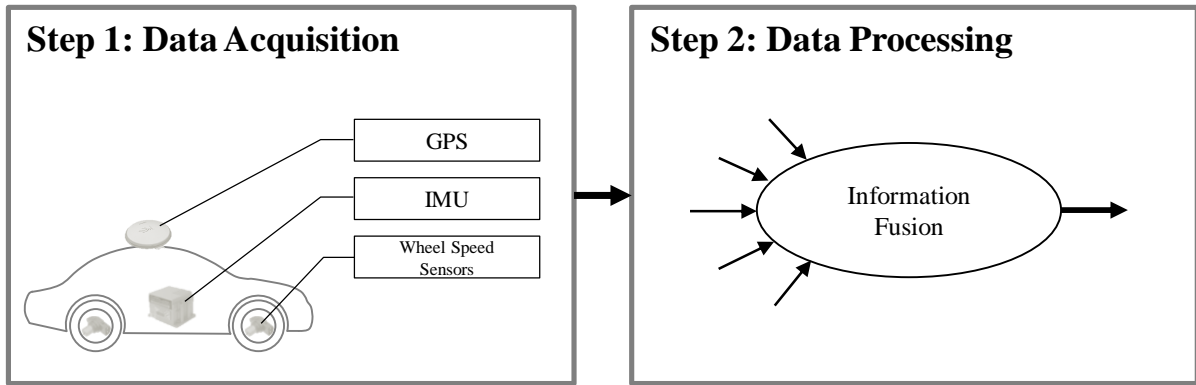 Step 1: Data Acquisition
GPS
IMU
Wheel Speed
Sensors
Step 2: Data Processing
Information
Fusion